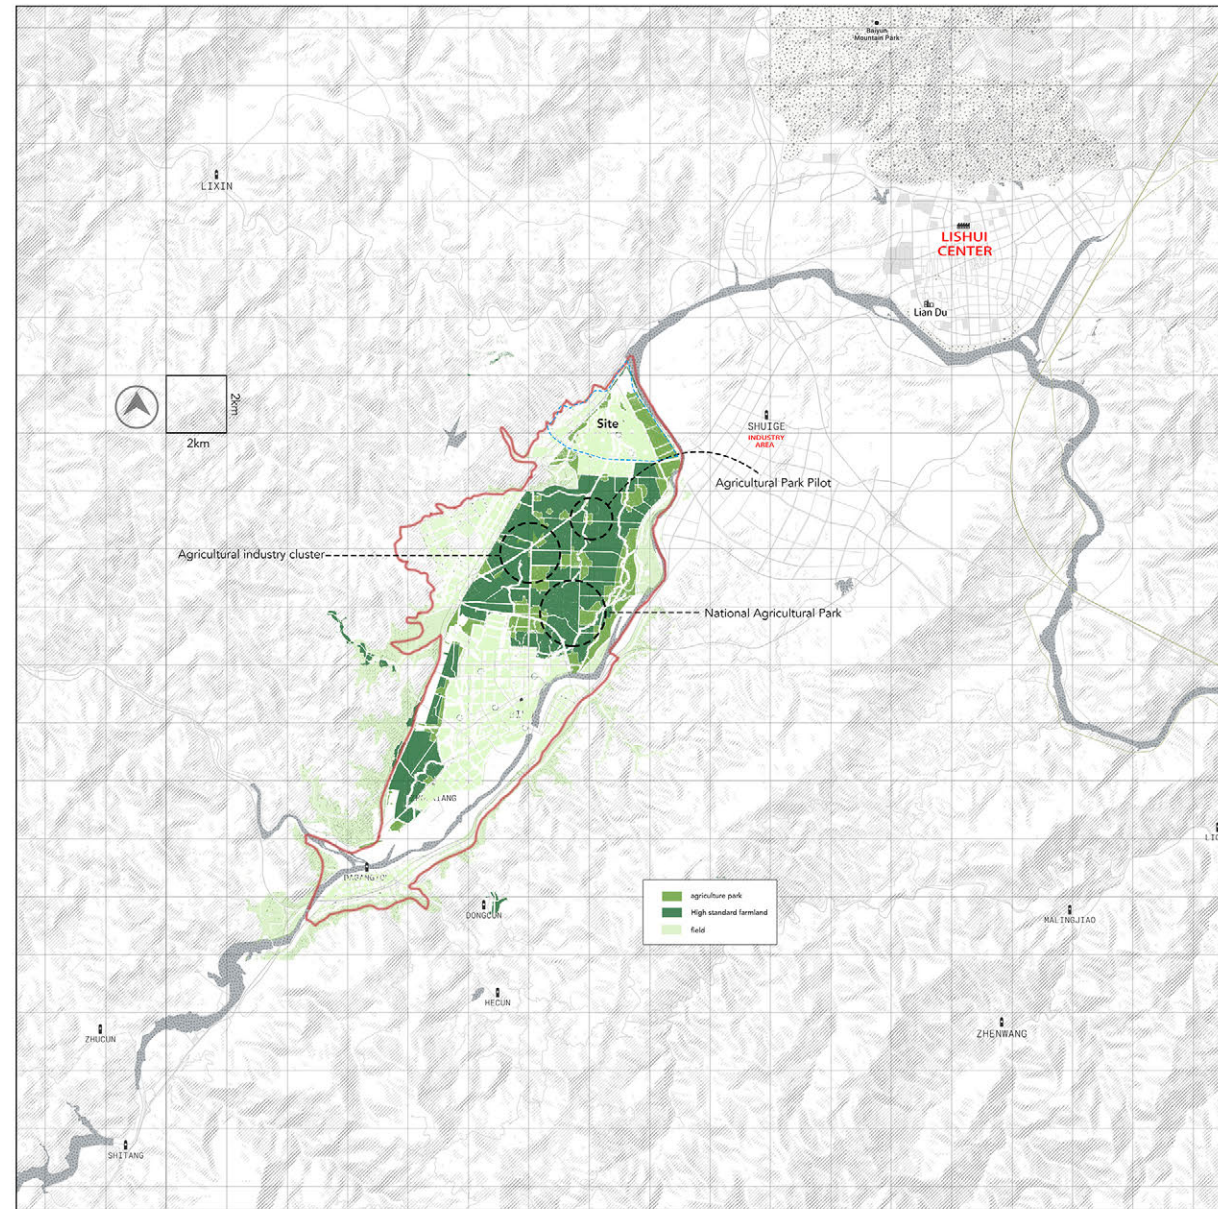 Baiyun
Mountain Park
LIXIN
LISHUI
CENTER
Lian Du
2km
2km
Site
SHUIGE
INDUSTRY
AREA
Agricultural Park Pilot
Agricultural industry cluster
National Agricultural Park
agriculture park
High standard farmland
field
DONGCUN
MALINGJIAO
HECUN
ZHUCUN
ZHENWANG
SHITANG